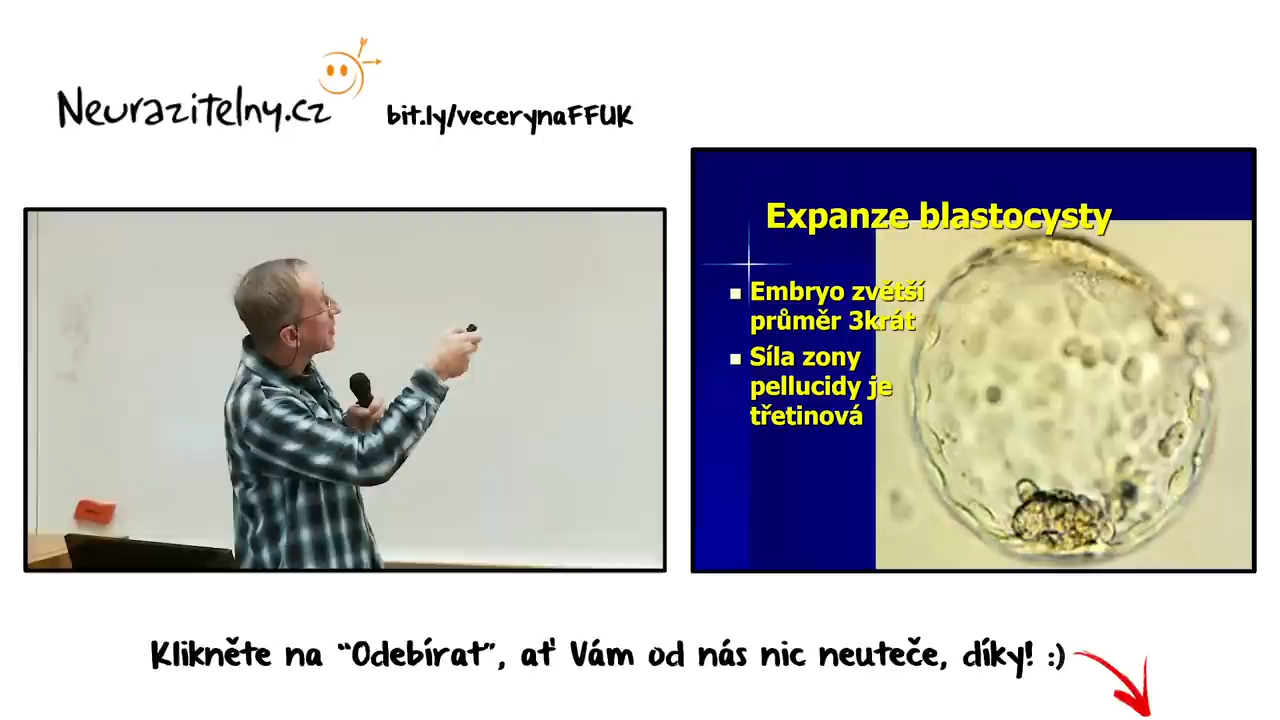 Neurazitelny.cz
bit.ly/vecerynaFFUK
Expanze blastocysty
Embryo zvětší
průměr 3krát
Síla zony
pellucidy je
třetinová
Klikněte na “Odebírat”, ať Vám od nás nic neuteče, díky! :)